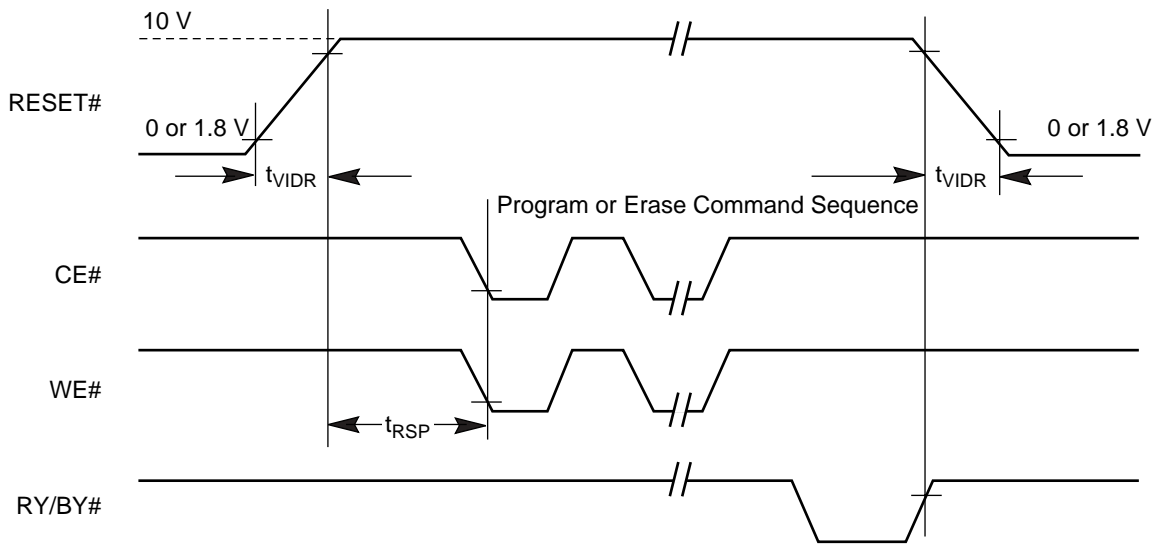 10 V
RESET#
0 or 1.8 V
0 or 1.8 V
tVIDR
tVIDR
Program or Erase Command Sequence
CE#
WE#
tRSP
RY/BY#